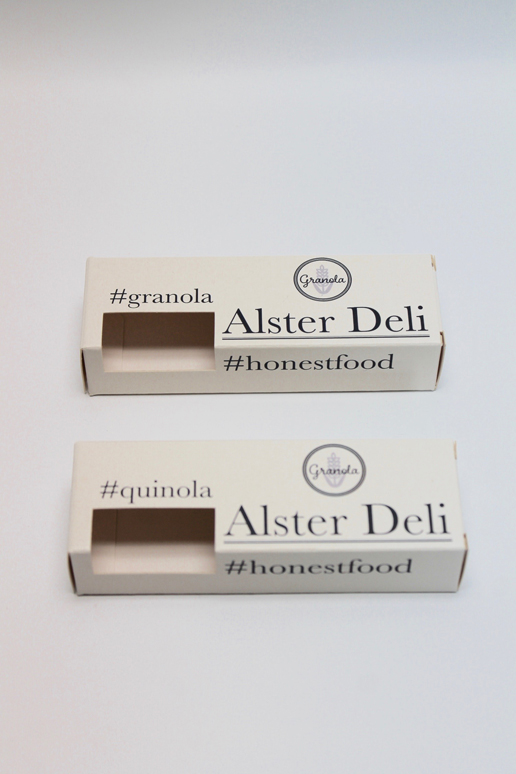 Granola
#granola
Alster Deli
#honestfood
Granola
#quinola
Alster Deli
#honestfood